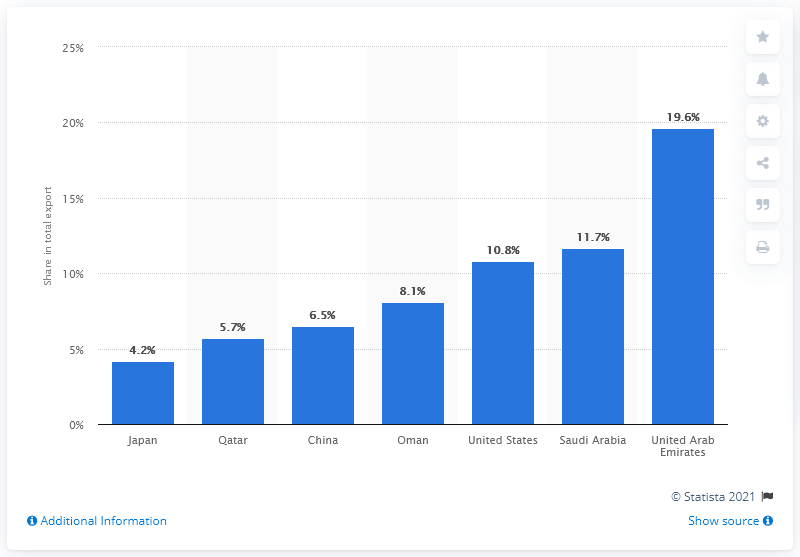 25%
20%
15%
10%
5%
0%
Share in total export
4.2%
5.7%
6.5%
8.1%
10.8%
11.7%
19.6%
Japan
Qatar
China
Oman
United States
Saudi Arabia
United Arab
Emirates
© Statista 2021
Additional Information
Show source